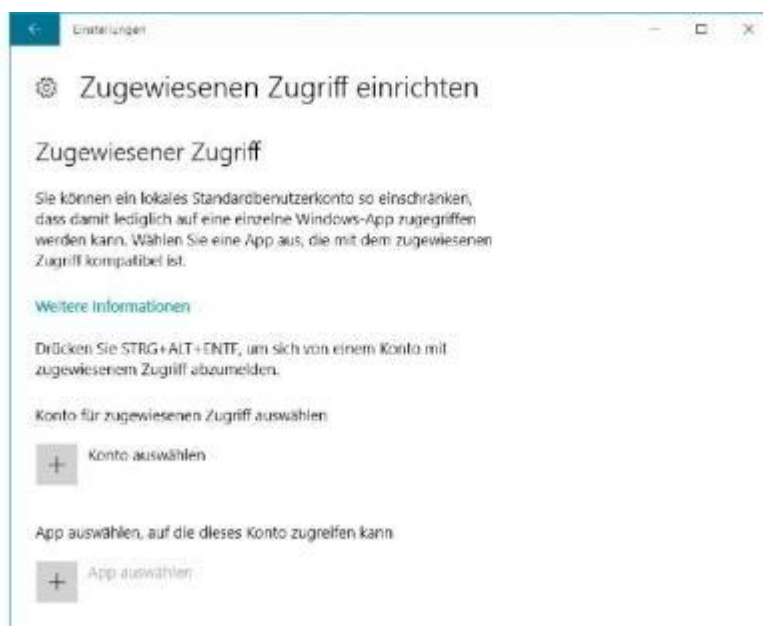 Einstellungen
Zugewiesenen Zugriff einrichten
Zugewiesener Zugriff
Sie können ein lokales Standardbenutzerkonto so einschränken,
dass damit lediglich auf eine einzelne Windows-App zugegriffen
werden kann. Wählen Sie eine App aus, die mit dem zugewiesenen
Zugriff kompatibel ist.
Weitere Informationen
Drücken Sie STRG+ALT+ENTF, um sich von einem Konto mit
zugewiesenem Zugriff abzumelden.
Konto für zugewiesenen Zugriff auswählen
Konto auswählen
App auswählen, auf die dieses Konto zugreifen kann
App auswählen